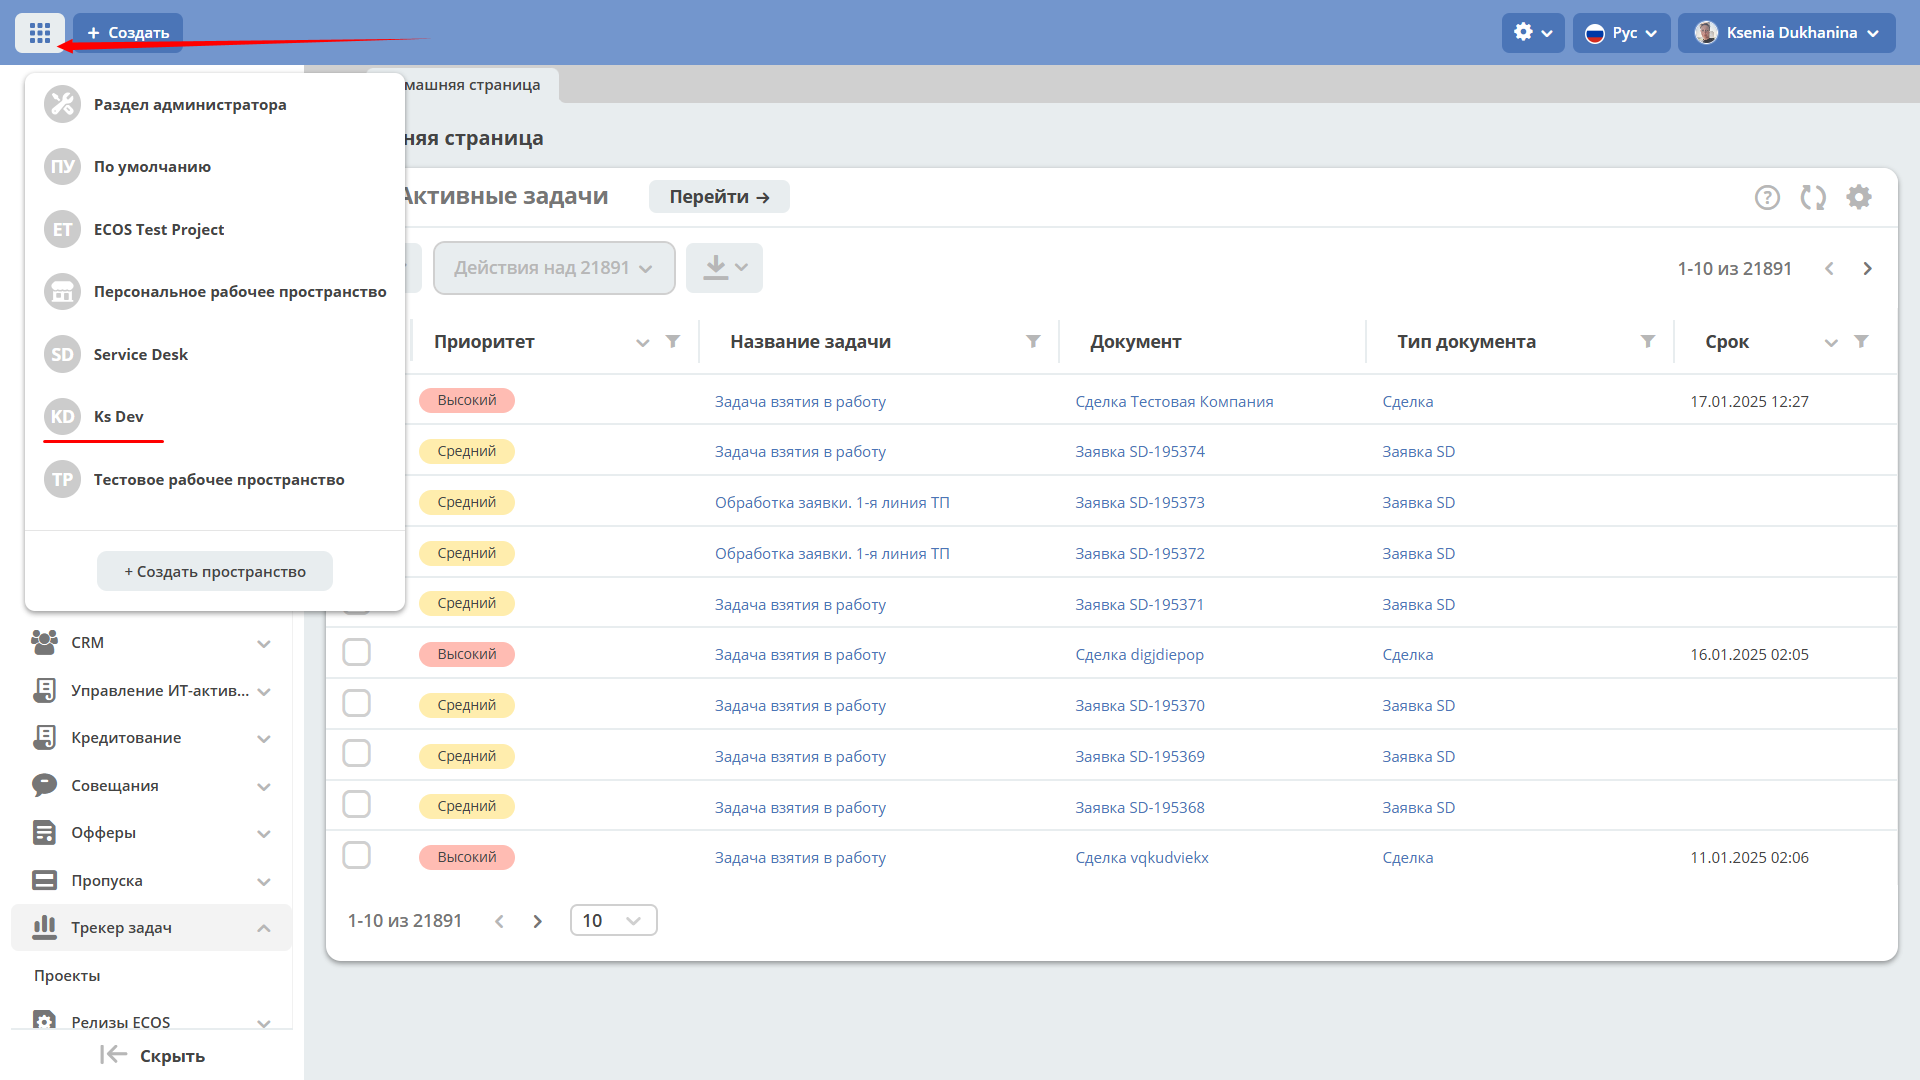 + Создать
Рус
Ksenia Dukhanina
Раздел администратора
ПУ По умолчанию
ET ECOS Test Project
Персональное рабочее пространство
SD Service Desk
KD Ks Dev
ТР Тестовое рабочее пространство
+ Создать пространство
CRM
Управление ИТ-актив...
Кредитование
Совещания
Офферы
Пропуска
Трекер задач
Проекты
Релизы ECOS
Скрыть
машняя страница
няя страница
Активные задачи
Перейти →
?
Действия над 21891
1-10 из 21891
Приоритет Название задачи Документ Тип документа Срок
Высокий Задача взятия в работу Сделка Тестовая Компания Сделка 17.01.2025 12:27
Средний Задача взятия в работу Заявка SD-195374 Заявка SD
Средний Обработка заявки. 1-я линия ТП Заявка SD-195373 Заявка SD
Средний Обработка заявки. 1-я линия ТП Заявка SD-195372 Заявка SD
Средний Задача взятия в работу Заявка SD-195371 Заявка SD
Высокий Задача взятия в работу Сделка digjdiepop Сделка 16.01.2025 02:05
Средний Задача взятия в работу Заявка SD-195370 Заявка SD
Средний Задача взятия в работу Заявка SD-195369 Заявка SD
Средний Задача взятия в работу Заявка SD-195368 Заявка SD
Высокий Задача взятия в работу Сделка vqkudviekx Сделка 11.01.2025 02:06
1-10 из 21891
10